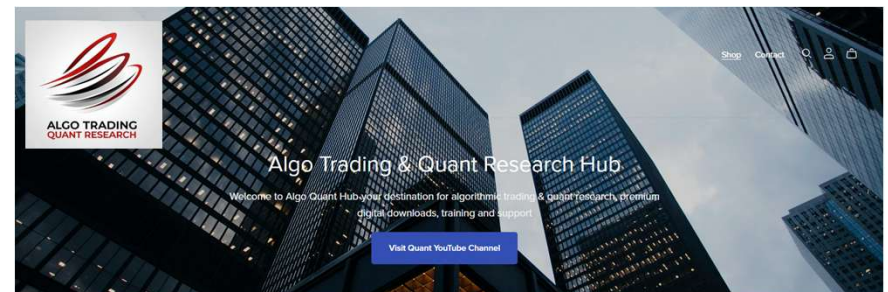 ALGO TRADING
QUANT RESEARCH
Shop Contact
Algo Trading & Quant Research Hub
Welcome to Algo Quant Hub-your destination for algorithmic trading & quant research, premium
digital downloads, training and support
Visit Quant YouTube Channel